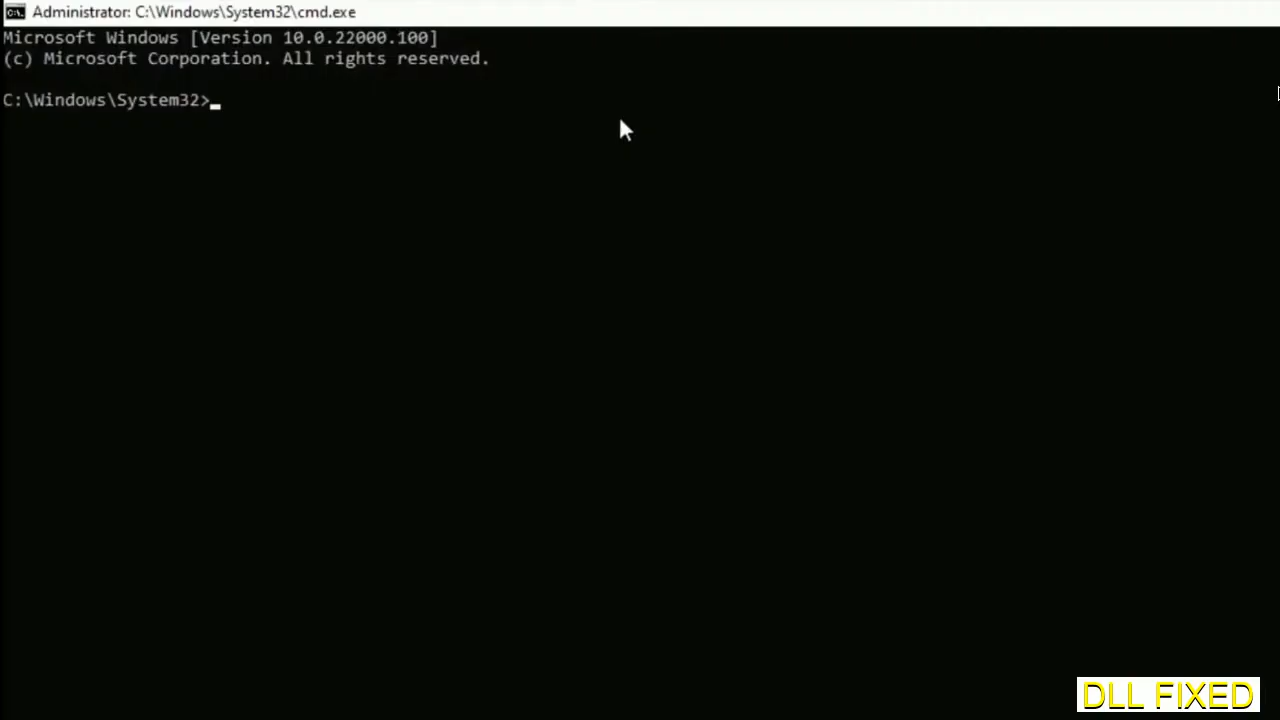 Administrator: C:\Windows\System32\cmd.exe
Microsoft Windows [Version 10.0.22000.100]
(c) Microsoft Corporation. All rights reserved.
C:\Windows\System32>
DLL FIXED